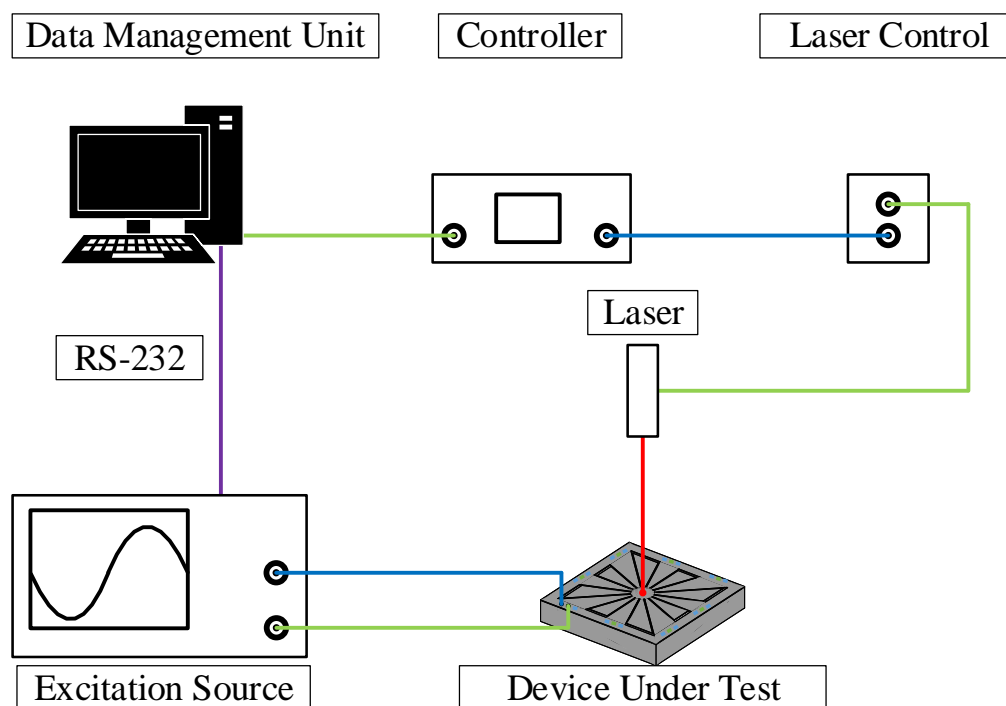 Data Management Unit
Controller
Laser Control
Laser
RS-232
Excitation Source
Device Under Test